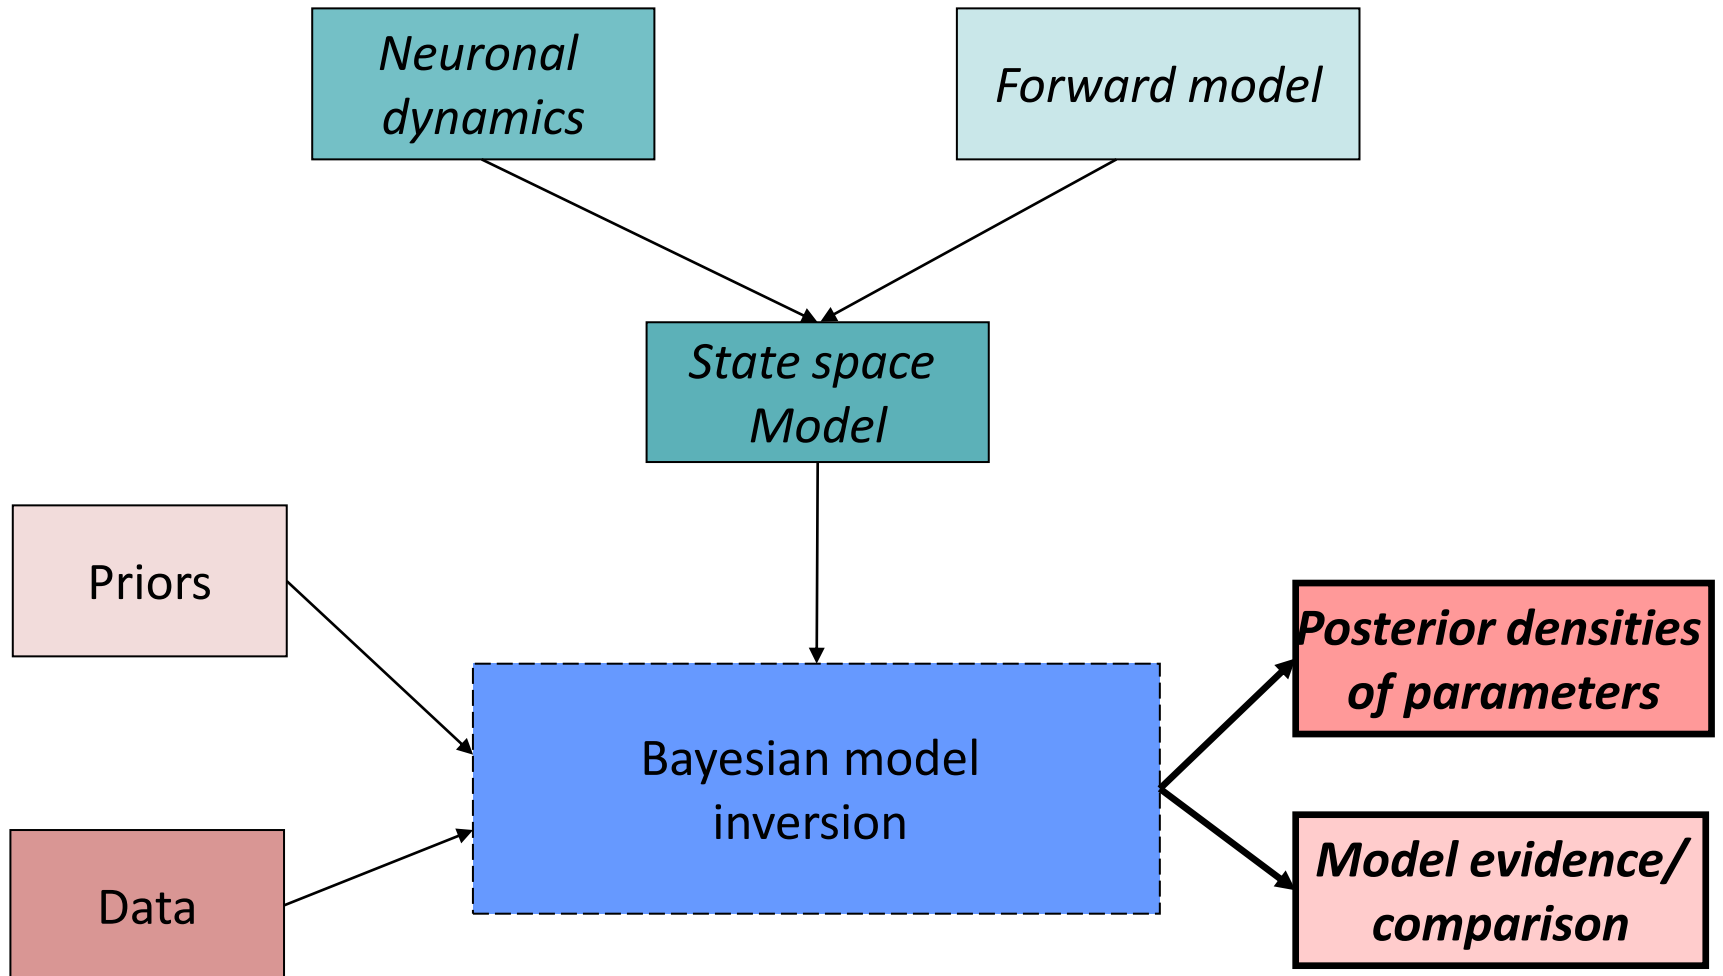 Neuronal
dynamics
Forward model
State space
Model
Priors
Posterior densities
of parameters
Bayesian model
inversion
Data
Model evidence/
comparison